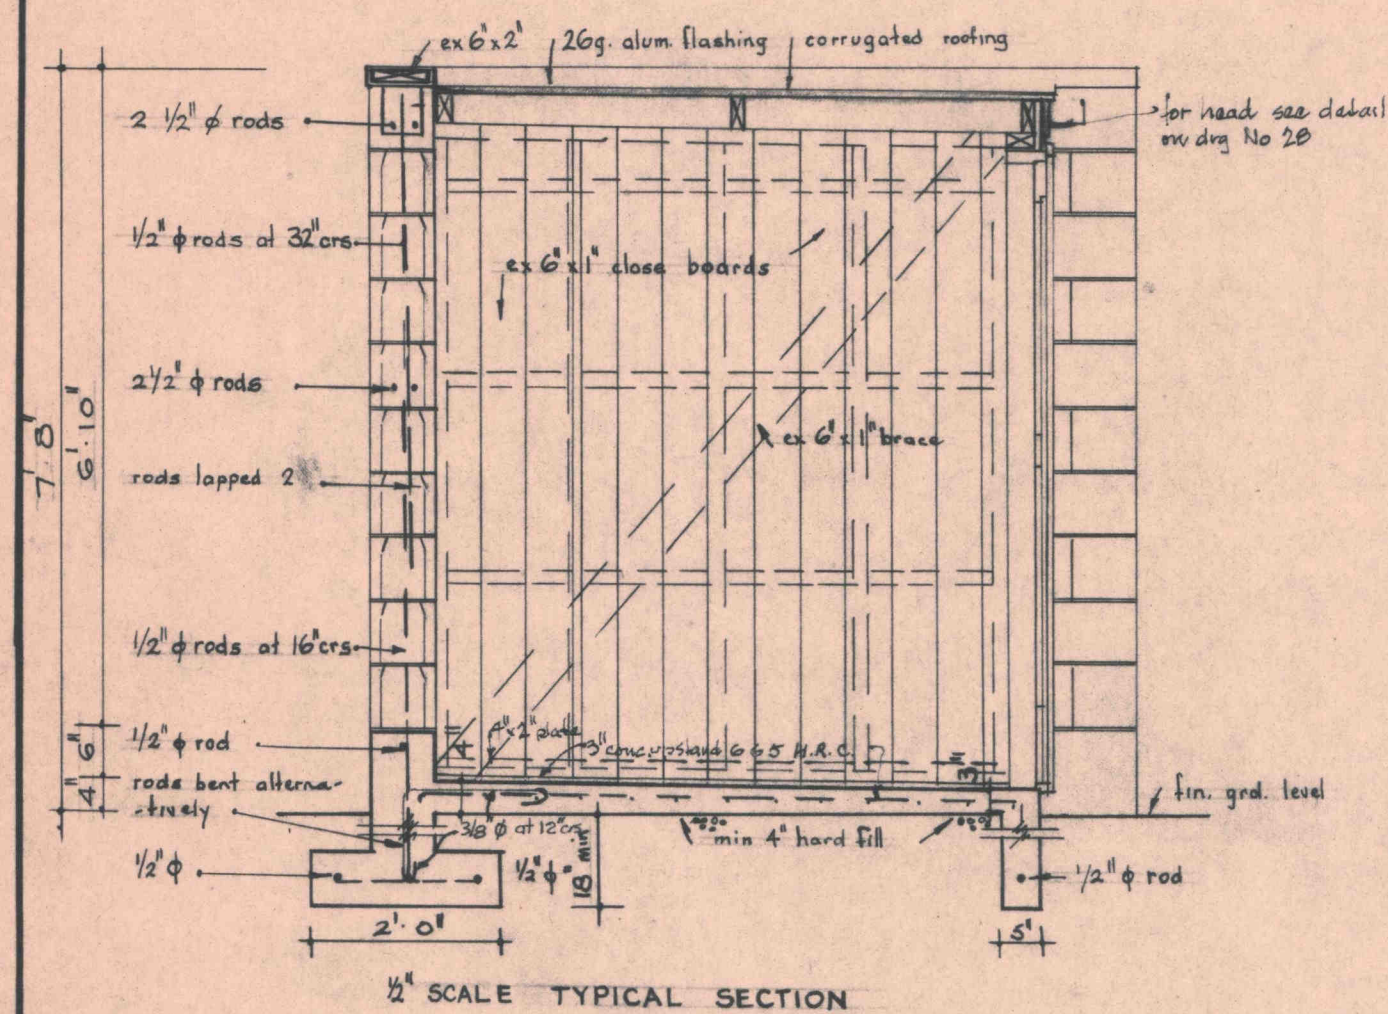 ex 6"x2"
26g. alum. flashing
corrugated roofing
2 1/2" φ rods
for head see detail
on drg No 28
1/2" φ rods at 32"crs
ex 6"x1" close boards
2 1/2" φ rods
7'.8"
6'.10"
ex 6"x1" brace
rods lapped 2
1/2" φ rods at 16"crs
6"
4"
1/2" φ rod
4"
4"x2" plate
665 H.R.C.
3"
rods bent alterna-
-tively
fin. grd. level
3/8" φ at 12"crs
min 4" hard fill
1/2" φ
1/2" φ
18 min
1/2" φ rod
2'.0"
5"
1/2" SCALE TYPICAL SECTION